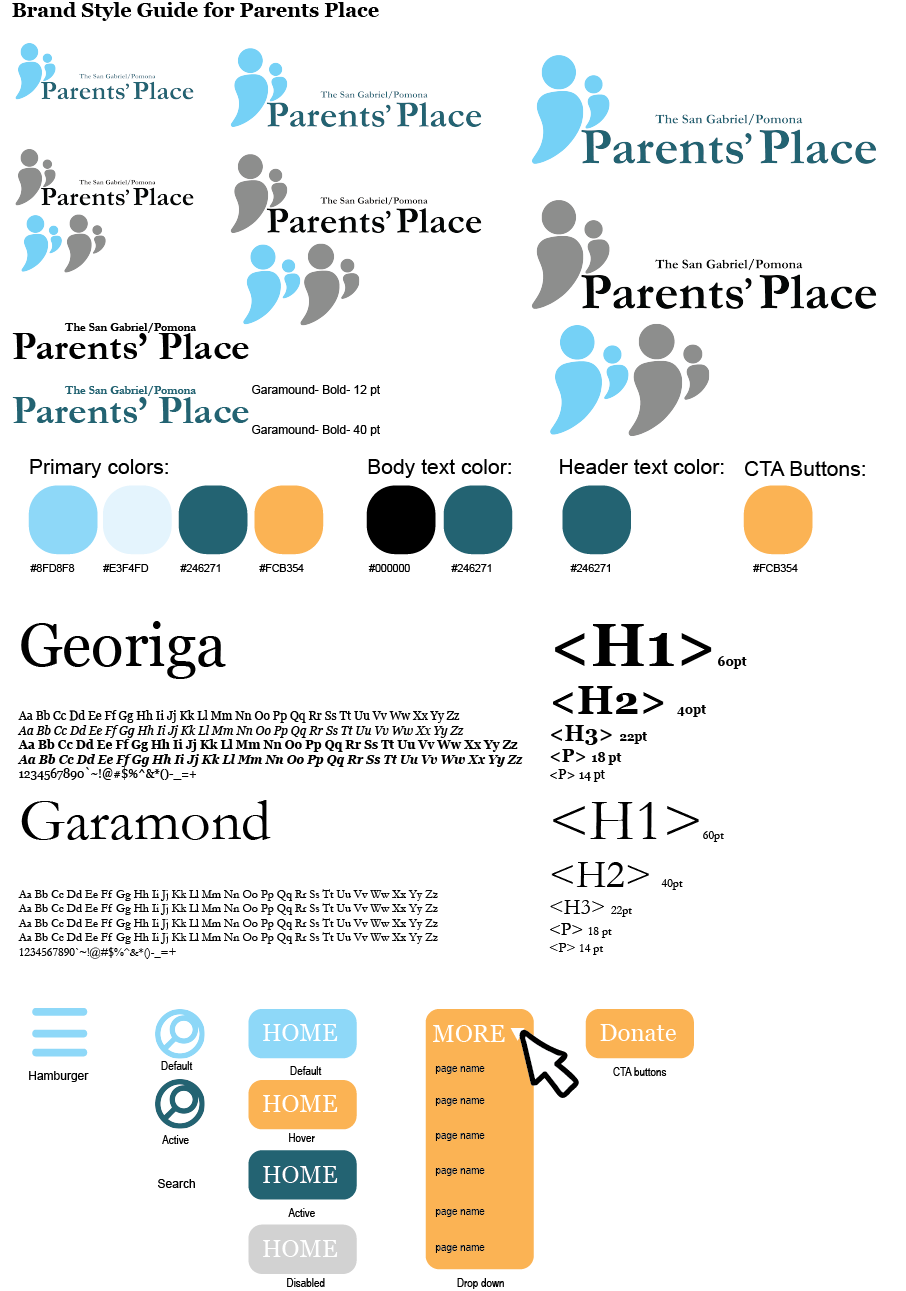 Brand Style Guide for Parents Place
The San Gabriel/Pomona
Parents' Place
The San Gabriel/Pomona
Parents' Place
The San Gabriel/Pomona
Parents' Place
The San Gabriel/Pomona
Parents' Place
The San Gabriel/Pomona
Parents' Place
The San Gabriel/Pomona
Parents' Place
The San Gabriel/Pomona
Parents' Place
The San Gabriel/Pomona
Parents' Place
Garamound- Bold- 12 pt
Garamound- Bold- 40 pt
Primary colors:
#8FD8F8
#E3F4FD
#246271
#FCB354
Body text color:
#000000
#246271
Header text color:
#246271
CTA Buttons:
#FCB354
Georiga
Aa Bb Cc Dd Ee Ff Gg Hh Ii Jj Kk Ll Mm Nn Oo Pp Qq Rr Ss Tt Uu Vv Ww Xx Yy Zz
Aa Bb Cc Dd Ee Ff Gg Hh Ii Jj Kk Ll Mm Nn Oo Pp Qq Rr Ss Tt Uu Vv Ww Xx Yy Zz
Aa Bb Cc Dd Ee Ff Gg Hh Ii Jj Kk Ll Mm Nn Oo Pp Qq Rr Ss Tt Uu Vv Ww Xx Yy Zz
Aa Bb Cc Dd Ee Ff Gg Hh Ii Jj Kk Ll Mm Nn Oo Pp Qq Rr Ss Tt Uu Vv Ww Xx Yy Zz
1234567890`~!@#$%^&*()-_=+
<H1> 60pt
<H2> 40pt
<H3> 22pt
<P> 18 pt
<P> 14 pt
Garamond
Aa Bb Cc Dd Ee Ff Gg Hh Ii Jj Kk Ll Mm Nn Oo Pp Qq Rr Ss Tt Uu Vv Ww Xx Yy Zz
Aa Bb Cc Dd Ee Ff Gg Hh Ii Jj Kk Ll Mm Nn Oo Pp Qq Rr Ss Tt Uu Vv Ww Xx Yy Zz
Aa Bb Cc Dd Ee Ff Gg Hh Ii Jj Kk Ll Mm Nn Oo Pp Qq Rr Ss Tt Uu Vv Ww Xx Yy Zz
Aa Bb Cc Dd Ee Ff Gg Hh Ii Jj Kk Ll Mm Nn Oo Pp Qq Rr Ss Tt Uu Vv Ww Xx Yy Zz
1234567890`~!@#$%^&*()-_=+
<H1> 60pt
<H2> 40pt
<H3> 22pt
<P> 18 pt
<P> 14 pt
Hamburger
Default
Active
Search
HOME
Default
HOME
Hover
HOME
Active
HOME
Disabled
MORE
page name
page name
page name
page name
page name
page name
Drop down
Donate
CTA buttons